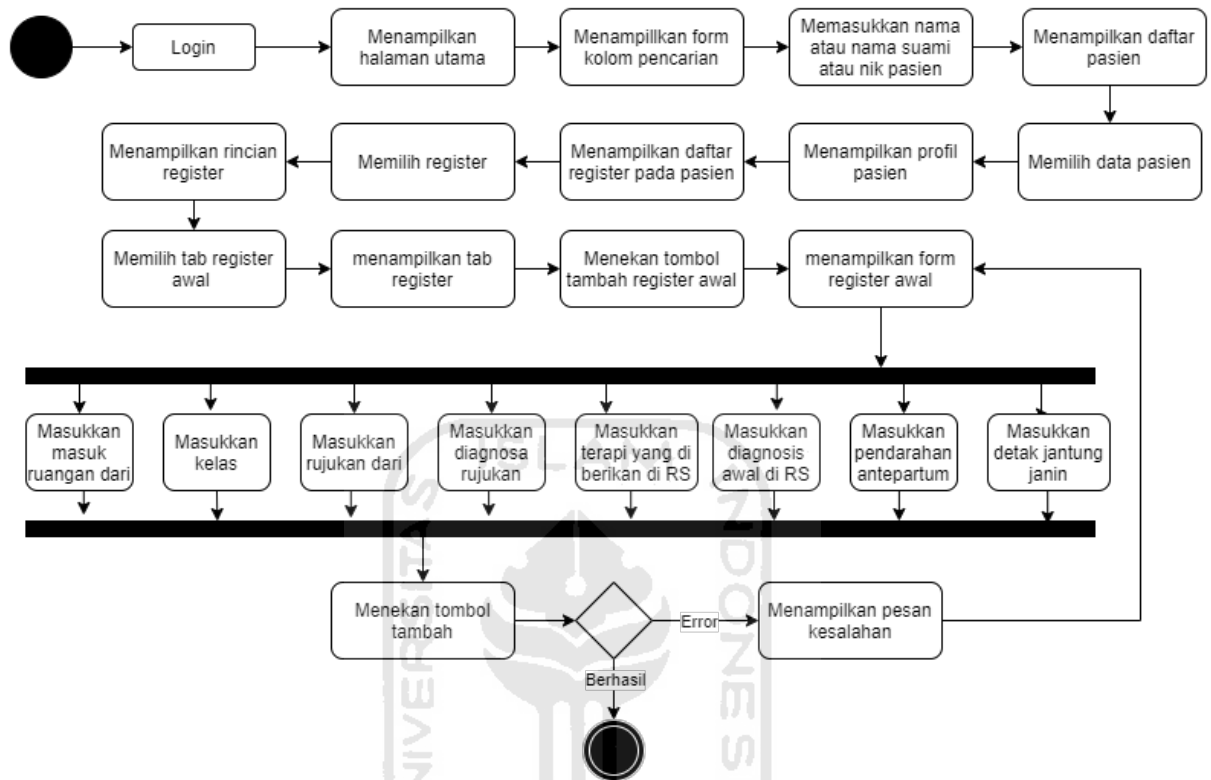 Login
Menampilkan
halaman utama
Menampillkan form
kolom pencarian
Memasukkan nama
atau nama suami
atau nik pasien
Menampilkan daftar
pasien
Menampilkan rincian
register
Memilih register
Menampilkan daftar
register pada pasien
Menampilkan profil
pasien
Memilih data pasien
Memilih tab register
awal
menampilkan tab
register
Menekan tombol
tambah register awal
menampilkan form
register awal
Masukkan
masuk
ruangan dari
Masukkan
kelas
Masukkan
rujukan dari
Masukkan
diagnosa
rujukan
Masukkan
terapi yang di
berikan di RS
Masukkan
diagnosis
awal di RS
Masukkan
pendarahan
antepartum
Masukkan
detak jantung
janin
Menekan tombol
tambah
Error
Menampilkan pesan
kesalahan
Berhasil
ISLAM